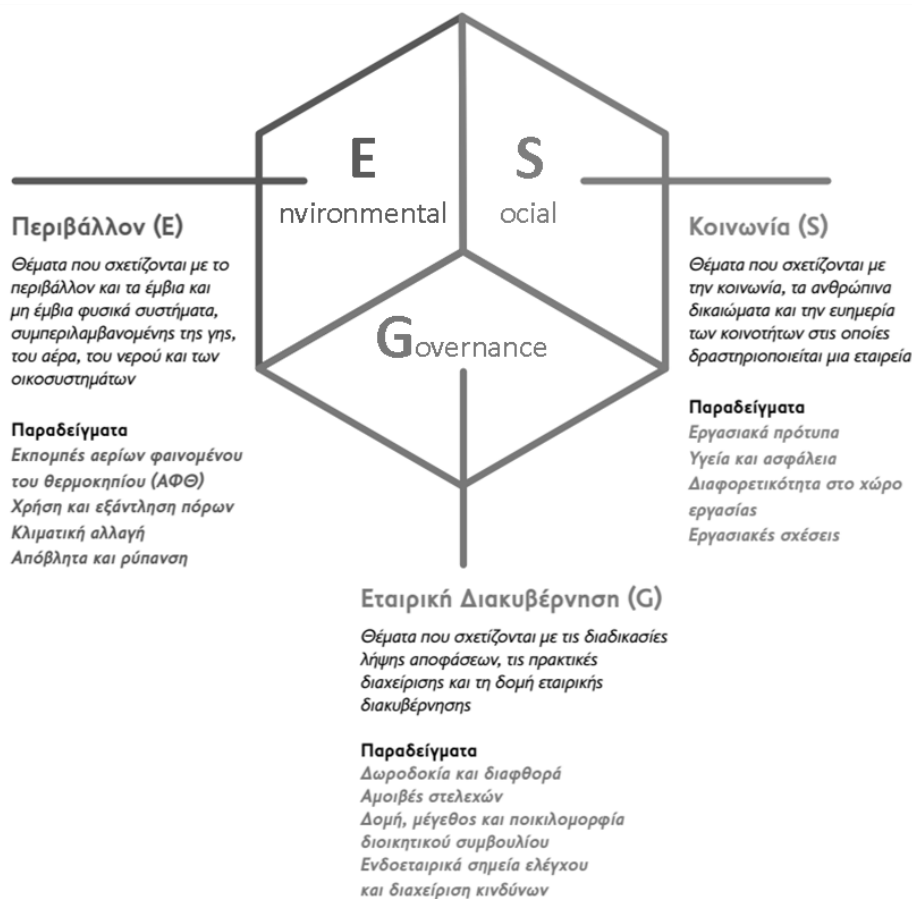 E
nvironmental
S
ocial
Governance
Περιβάλλον (E)
Θέματα που σχετίζονται με το
περιβάλλον και τα έμβια και
μη έμβια φυσικά συστήματα,
συμπεριλαμβανομένης της γης,
του αέρα, του νερού και των
οικοσυστημάτων
Παραδείγματα
Εκπομπές αερίων φαινομένου
του θερμοκηπίου (ΑΦΘ)
Χρήση και εξάντληση πόρων
Κλιματική αλλαγή
Απόβλητα και ρύπανση
Κοινωνία (S)
Θέματα που σχετίζονται με
την κοινωνία, τα ανθρώπινα
δικαιώματα και την ευημερία
των κοινοτήτων στις οποίες
δραστηριοποιείται μια εταιρεία
Παραδείγματα
Εργασιακά πρότυπα
Υγεία και ασφάλεια
Διαφορετικότητα στο χώρο
εργασίας
Εργασιακές σχέσεις
Εταιρική Διακυβέρνηση (G)
Θέματα που σχετίζονται με τις διαδικασίες
λήψης αποφάσεων, τις πρακτικές
διαχείρισης και τη δομή εταιρικής
διακυβέρνησης
Παραδείγματα
Δωροδοκία και διαφθορά
Αμοιβές στελεχών
Δομή, μέγεθος και ποικιλομορφία
διοικητικού συμβουλίου
Ενδοεταιρικά σημεία ελέγχου
και διαχείριση κινδύνων